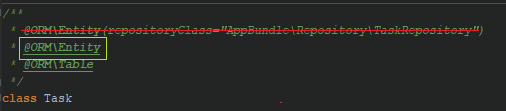 /**
* @ORM\Entity(repositoryClass="AppBundle\Repository\TaskRepository")
* @ORM\Entity
* @ORM\Table
*/
class Task